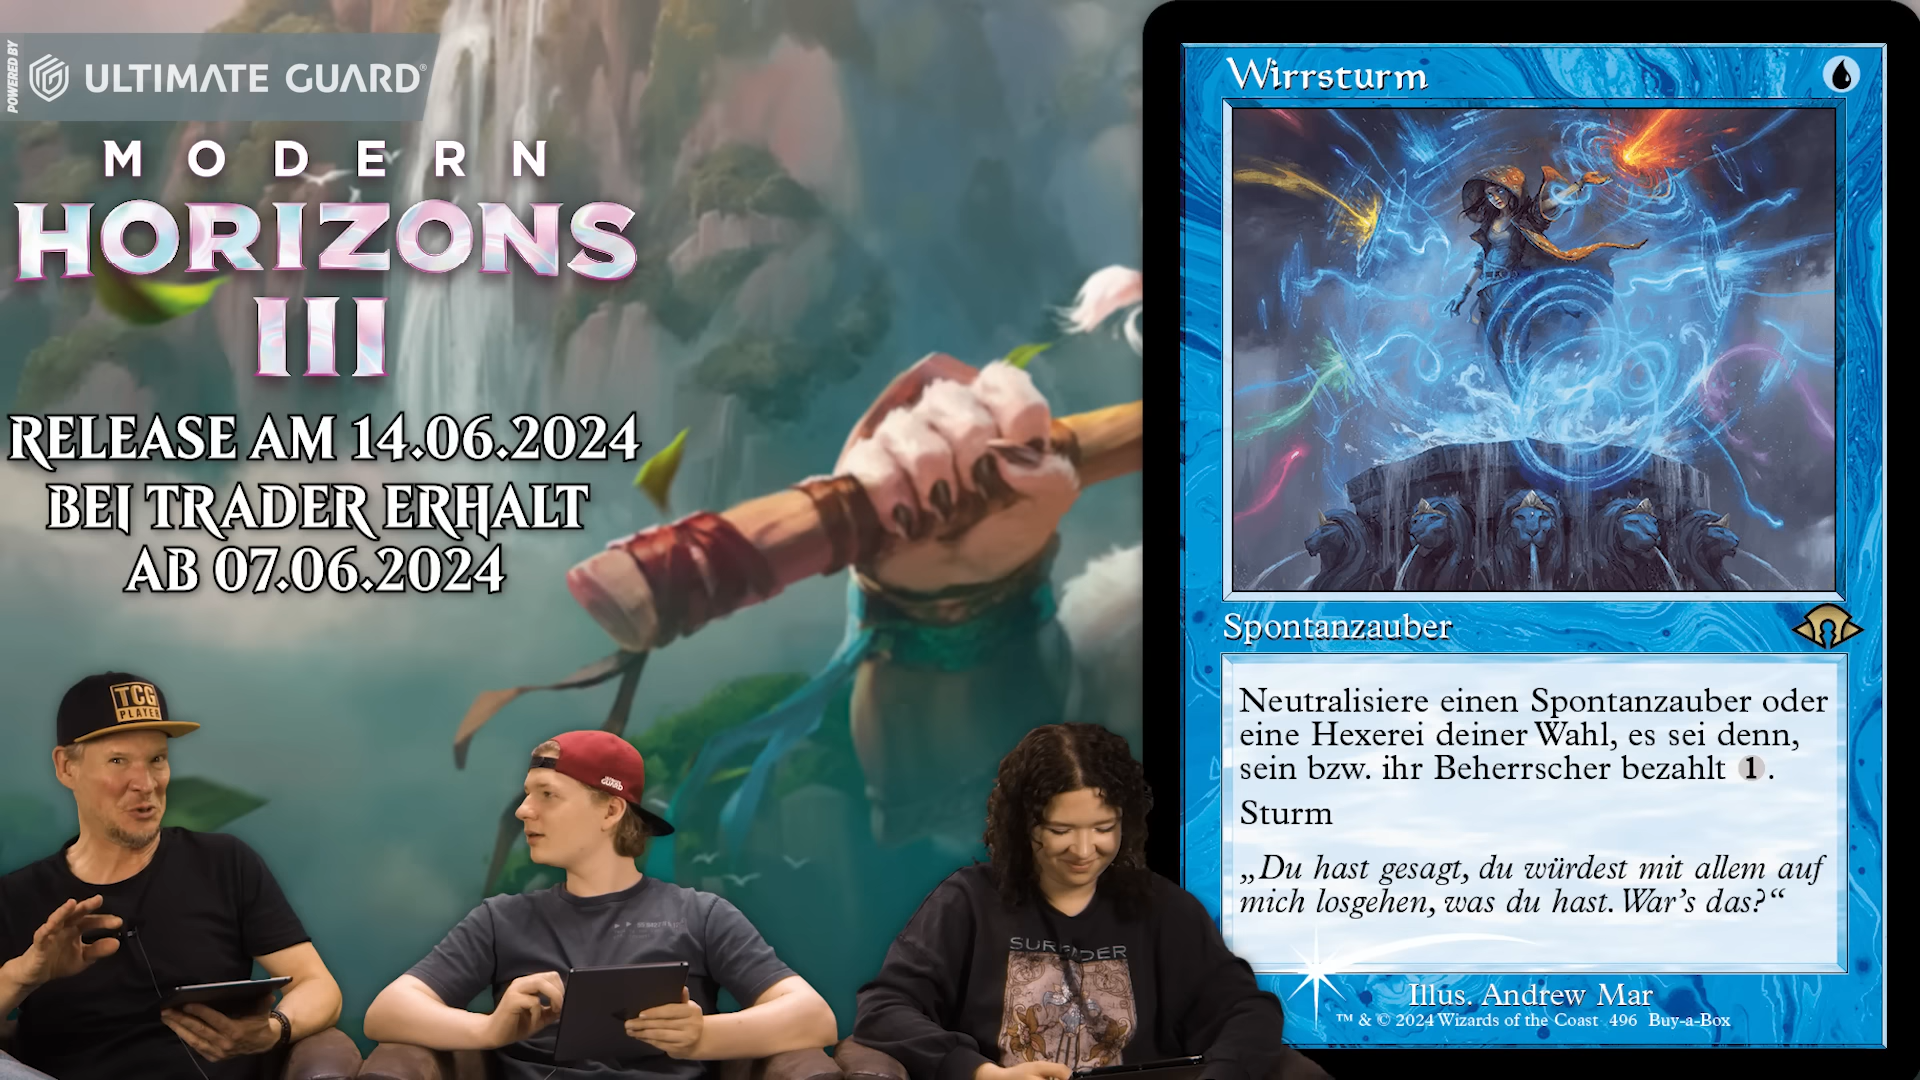 POWERED BY
ULTIMATE GUARD®
MODERN
HORIZONS
III
RELEASE AM 14.06.2024
BEI TRADER ERHALT
AB 07.06.2024
TCG
PLAYER
ULTIMATE
GUARD
Wirrsturm
Spontanzauber
Neutralisiere einen Spontanzauber oder
eine Hexerei deiner Wahl, es sei denn,
sein bzw. ihr Beherrscher bezahlt 1.
Sturm
„Du hast gesagt, du würdest mit allem auf
mich losgehen, was du hast. War's das?“
Illus. Andrew Mar
™ & © 2024 Wizards of the Coast 496 Buy-a-Box